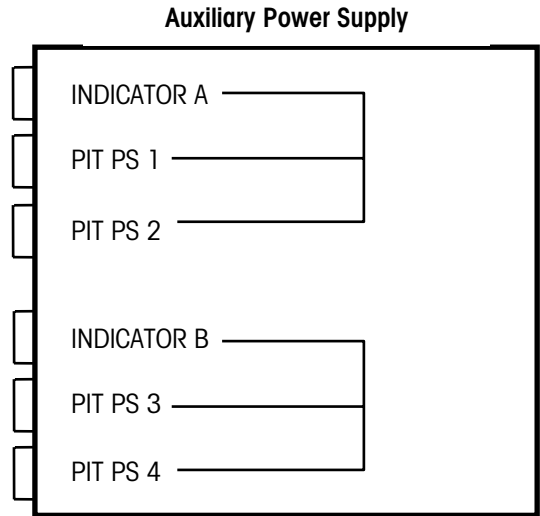 Auxiliary Power Supply
INDICATOR A
PIT PS 1
PIT PS 2
INDICATOR B
PIT PS 3
PIT PS 4